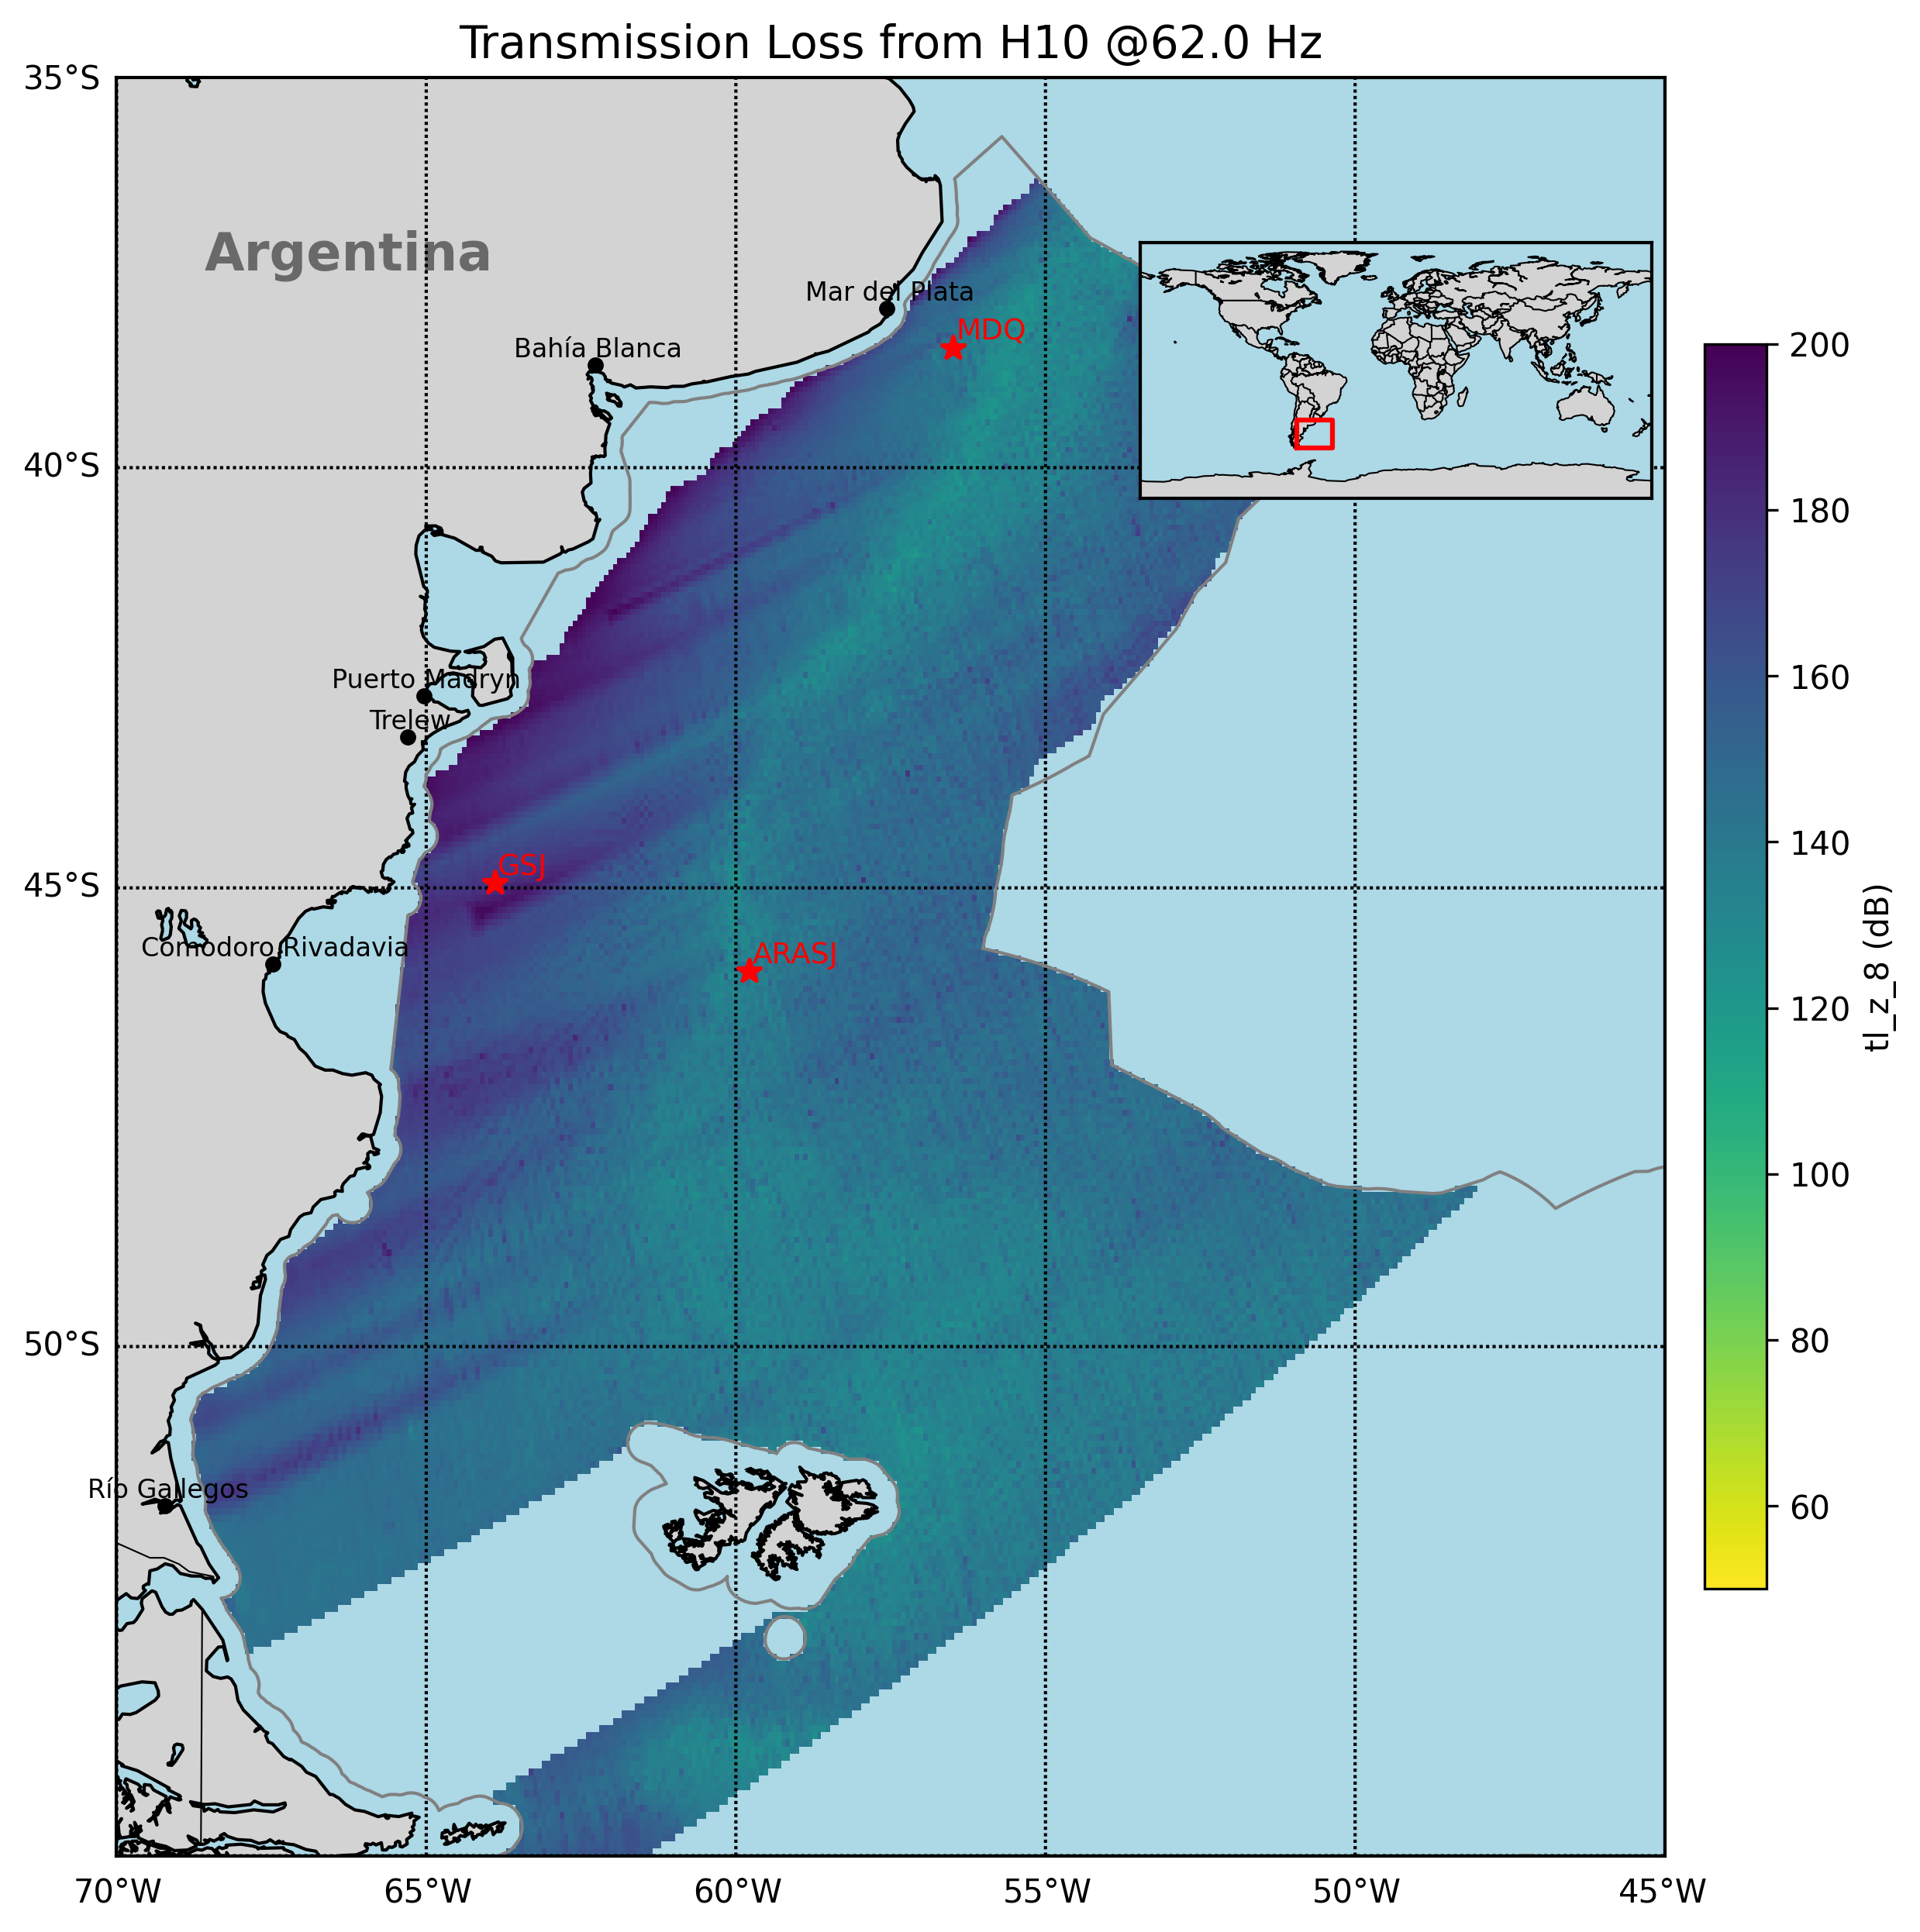 Transmission Loss from H10 @62.0 Hz
35°S
Argentina
Mar del Plata
MDQ
Bahía Blanca
200
40°S
180
160
Puerto Madryn
Trelew
140
GSJ
45°S
Comodoro Rivadavia
ARASJ
tl_z_8 (dB)
120
100
80
50°S
Río Gallegos
60
70°W
65°W
60°W
55°W
50°W
45°W